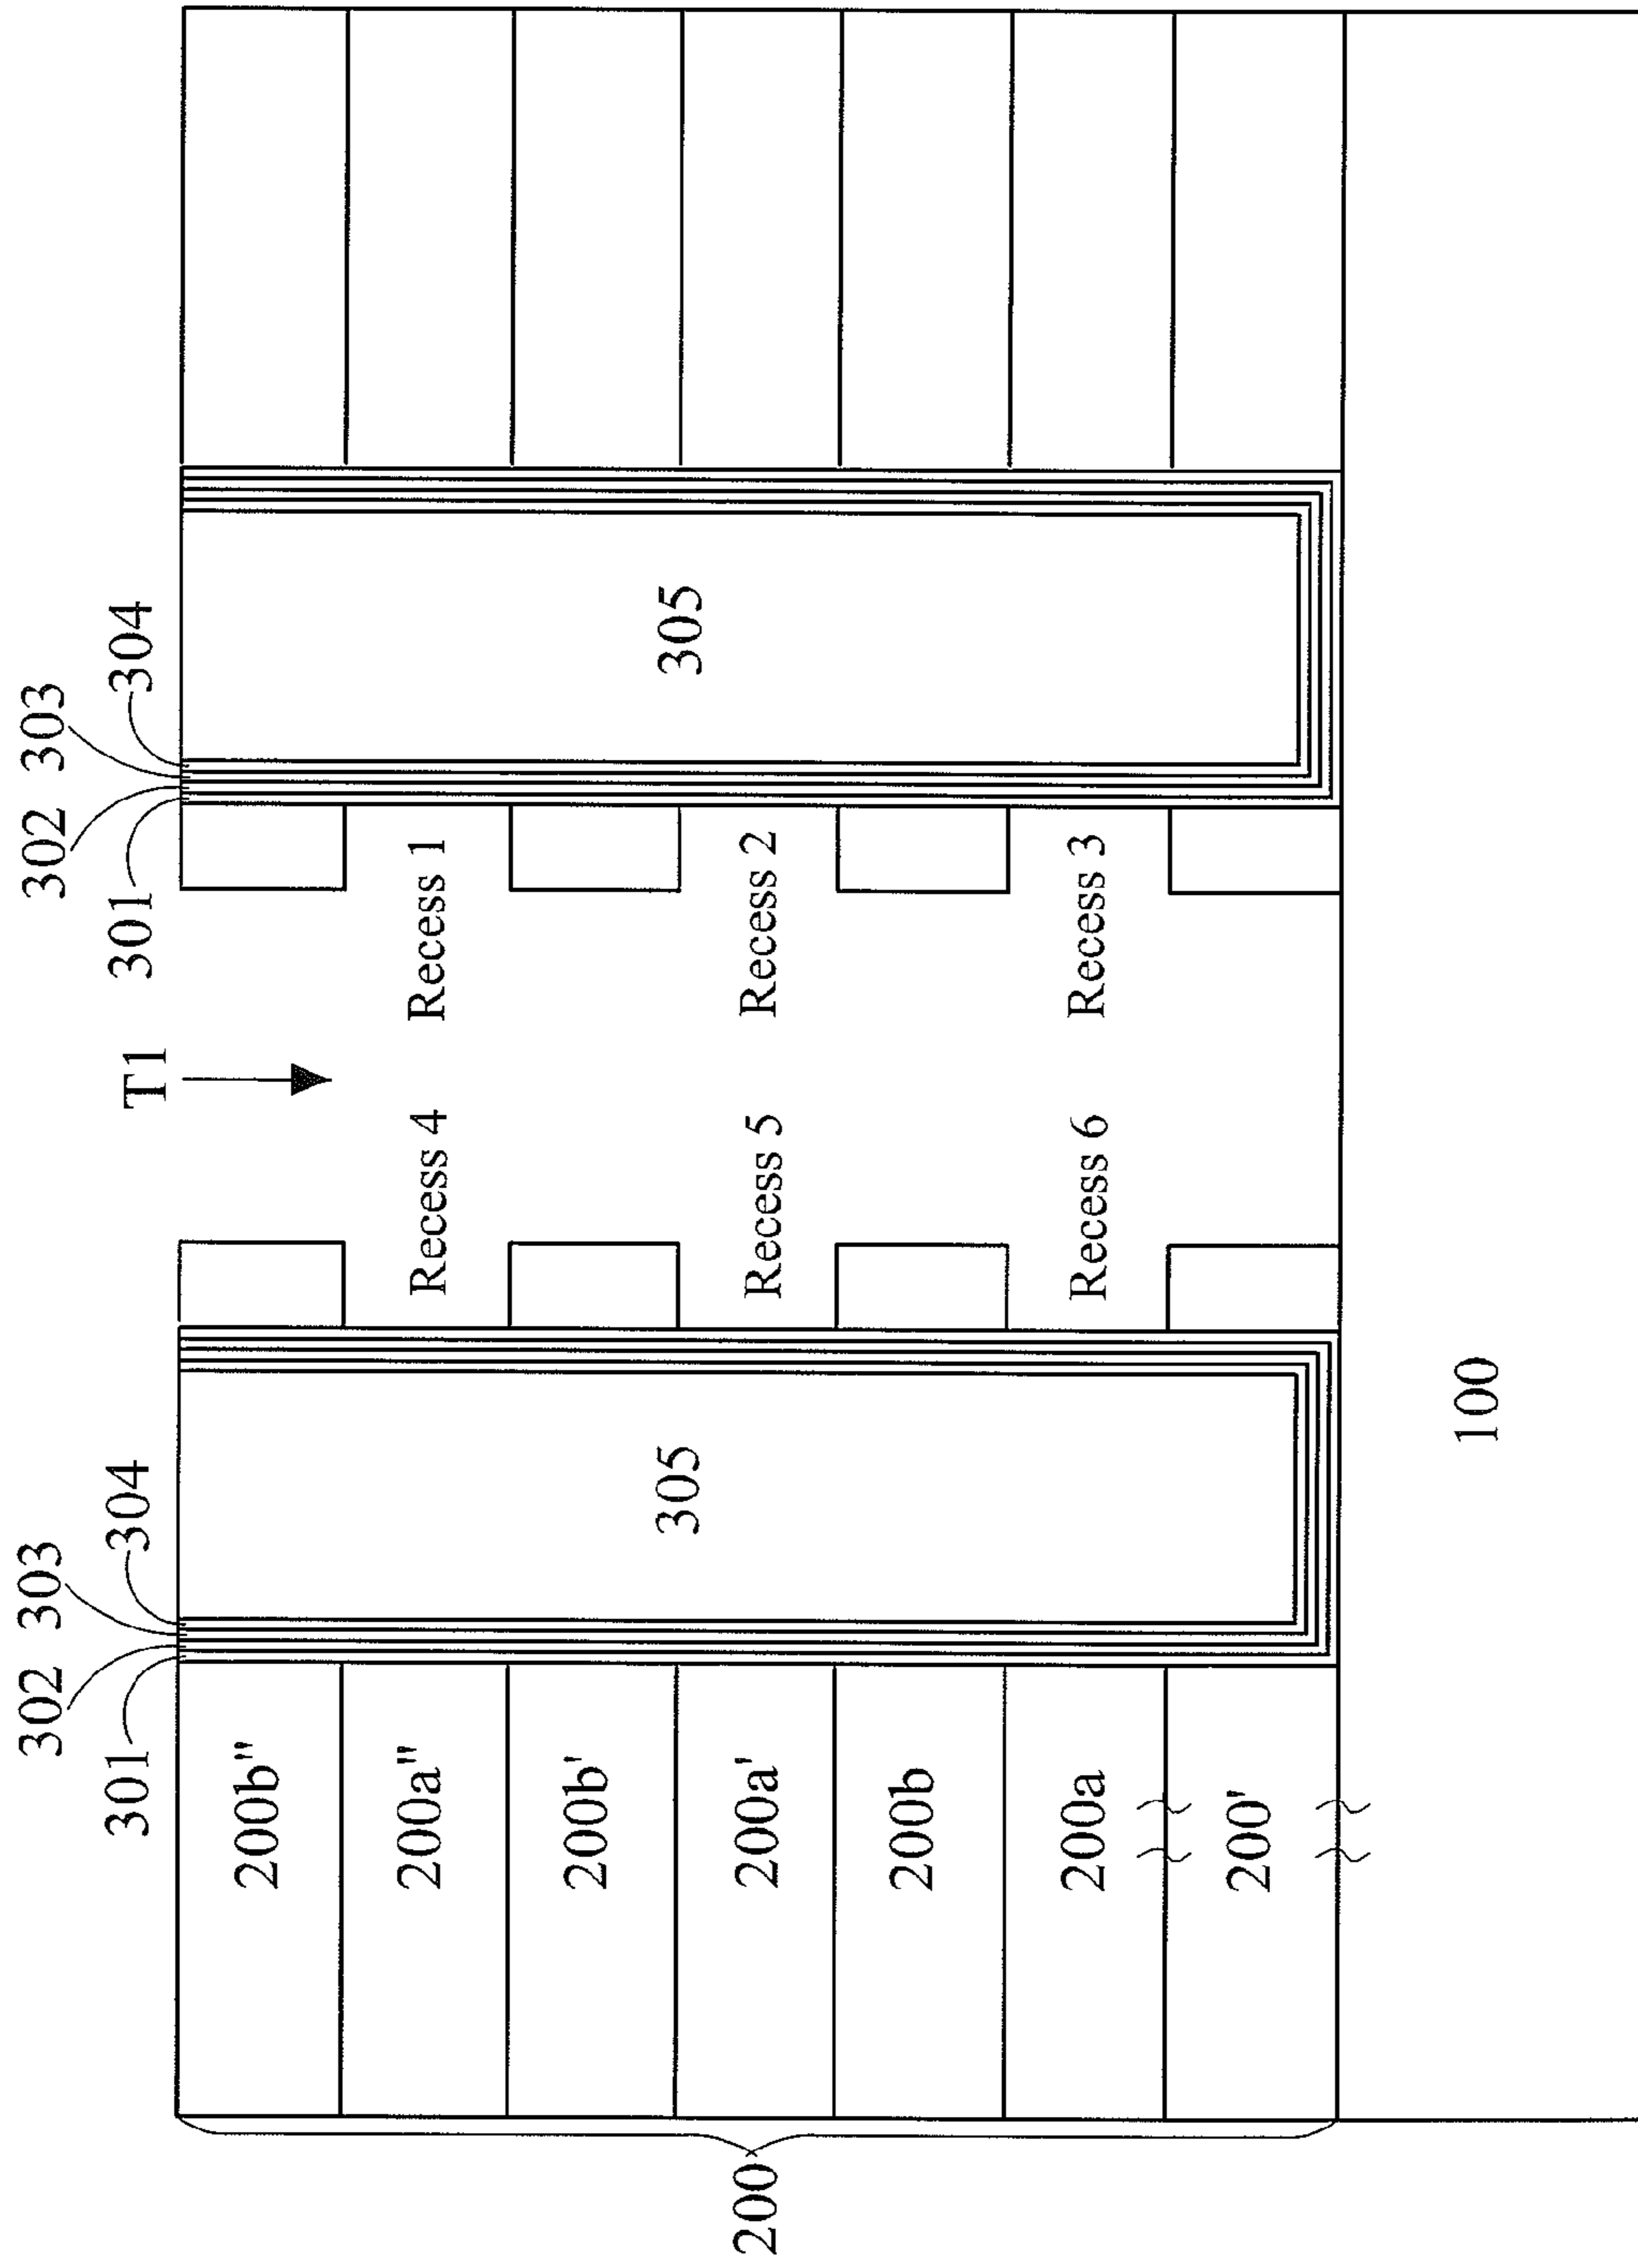 302 303 302 303
301 304 T1 301 304
200b"
200a" Recess 4 Recess 1
200b'
305 305
200 200a' Recess 5 Recess 2
200b
200a Recess 6 Recess 3
200'
100